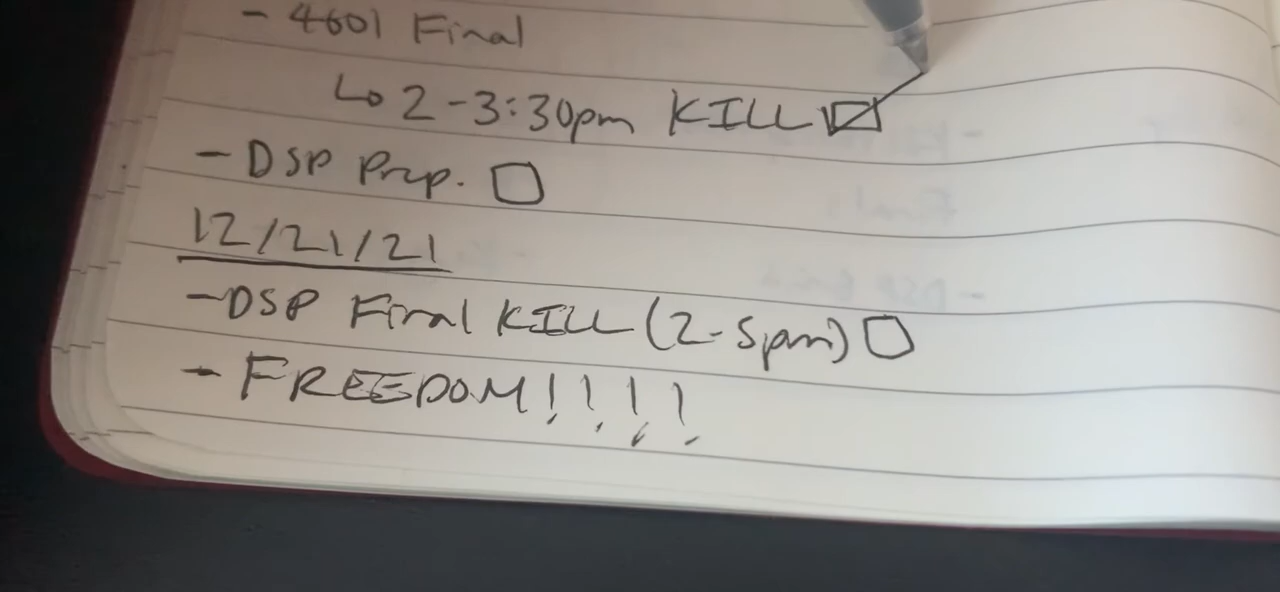 - 4601 Final
↳ 2-3:30pm KILL ☑
- DSP Prep. ☐
12/21/21
- DSP Final KILL (2-5pm) ☐
- FREEDOM!!!!